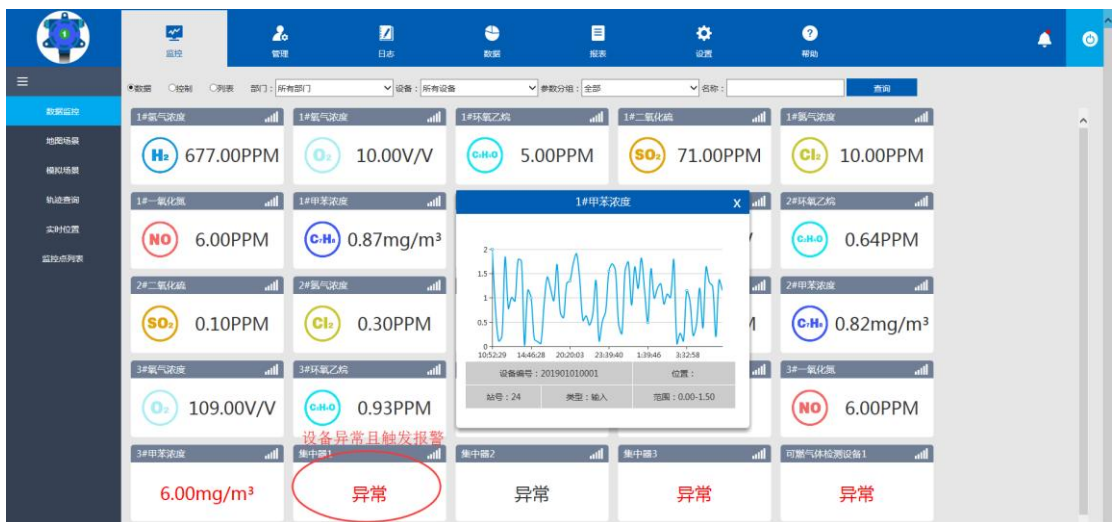 1
监控
管理
日志
数据
报表
设置
帮助
数据监控
地图场景
模拟场景
轨迹查询
实时位置
监控点列表
数据 控制 列表 部门：所有部门 设备：所有设备 参数分组：全部 名称： 查询
1#氢气浓度
H₂ 677.00PPM
1#氧气浓度
O₂ 10.00V/V
1#环氧乙烷
C₂H₄O 5.00PPM
1#二氧化硫
SO₂ 71.00PPM
1#氯气浓度
Cl₂ 10.00PPM
1#一氧化氮
NO 6.00PPM
1#甲苯浓度
C₇H₈ 0.87mg/m³
2#环氧乙烷
C₂H₄O 0.64PPM
1#甲苯浓度 X
2
1.5
1
0.5
0
10:52:29 14:46:28 20:20:03 23:39:40 1:39:46 3:32:58
设备编号：201901010001 位置：
站号：24 类型：输入 范围：0.00-1.50
2#二氧化硫
SO₂ 0.10PPM
2#氯气浓度
Cl₂ 0.30PPM
2#甲苯浓度
C₇H₈ 0.82mg/m³
3#氧气浓度
O₂ 109.00V/V
3#环氧乙烷
C₂H₄O 0.93PPM
3#一氧化氮
NO 6.00PPM
设备异常且触发报警
3#甲苯浓度
6.00mg/m³
集中器1
异常
集中器2
异常
集中器3
异常
可燃气体检测设备1
异常